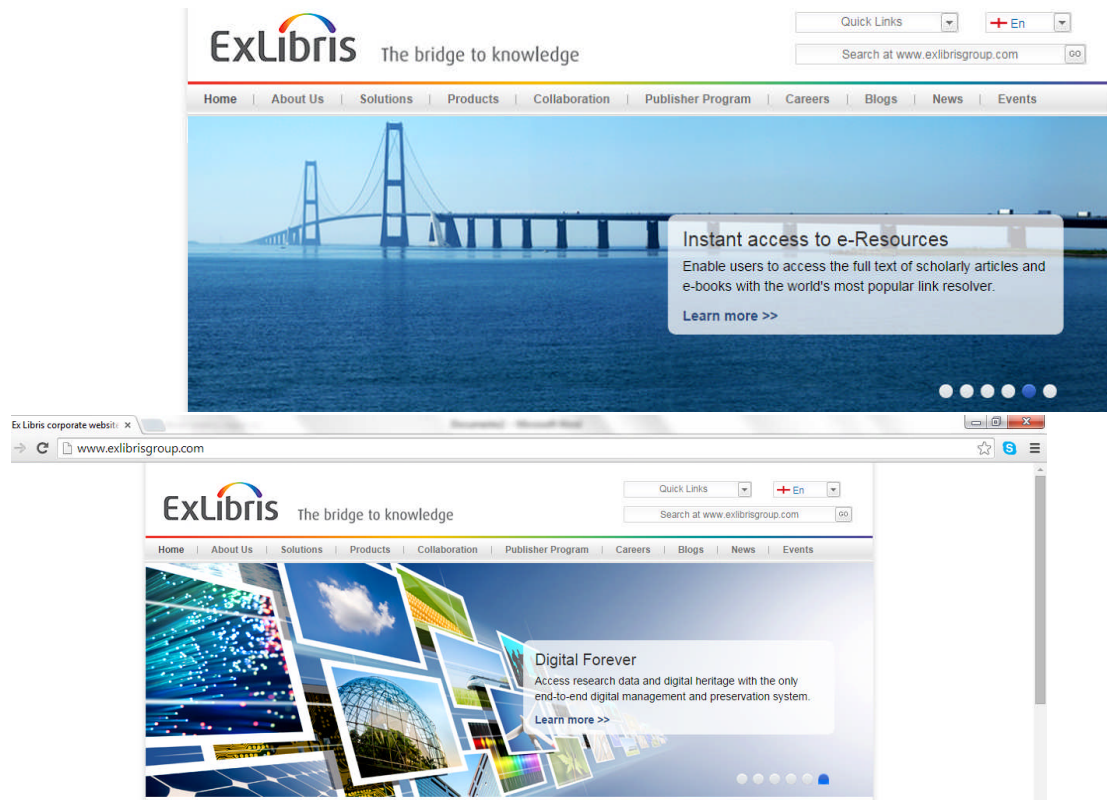 ExLibris The bridge to knowledge
Quick Links
En
Search at www.exlibrisgroup.com GO
Home | About Us | Solutions | Products | Collaboration | Publisher Program | Careers | Blogs | News | Events
Instant access to e-Resources
Enable users to access the full text of scholarly articles and
e-books with the world's most popular link resolver.
Learn more >>
Ex Libris corporate website
www.exlibrisgroup.com
ExLibris The bridge to knowledge
Quick Links
En
Search at www.exlibrisgroup.com GO
Home | About Us | Solutions | Products | Collaboration | Publisher Program | Careers | Blogs | News | Events
Digital Forever
Access research data and digital heritage with the only
end-to-end digital management and preservation system.
Learn more >>